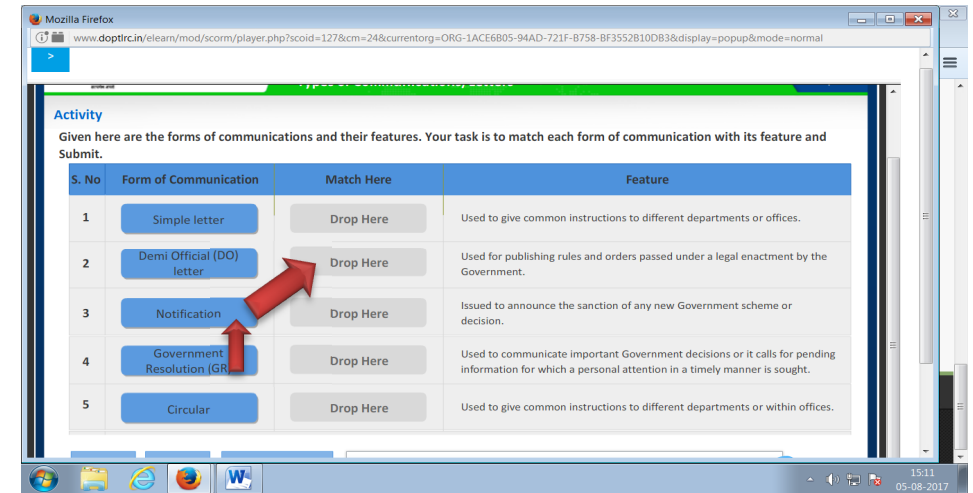 Mozilla Firefox
www.doptlrc.in/elearn/mod/scorm/player.php?scoid=127&cm=24&currentorg=ORG-1ACE6B05-94AD-721F-B758-BF3552B10DB3&display=popup&mode=normal
>
Activity
Given here are the forms of communications and their features. Your task is to match each form of communication with its feature and
Submit.
S. No Form of Communication Match Here Feature
1 Simple letter Drop Here Used to give common instructions to different departments or offices.
2 Demi Official (DO) letter Drop Here Used for publishing rules and orders passed under a legal enactment by the
Government.
3 Notification Drop Here Issued to announce the sanction of any new Government scheme or
decision.
4 Government Resolution (GR Drop Here Used to communicate important Government decisions or it calls for pending
information for which a personal attention in a timely manner is sought.
5 Circular Drop Here Used to give common instructions to different departments or within offices.
15:11
05-08-2017